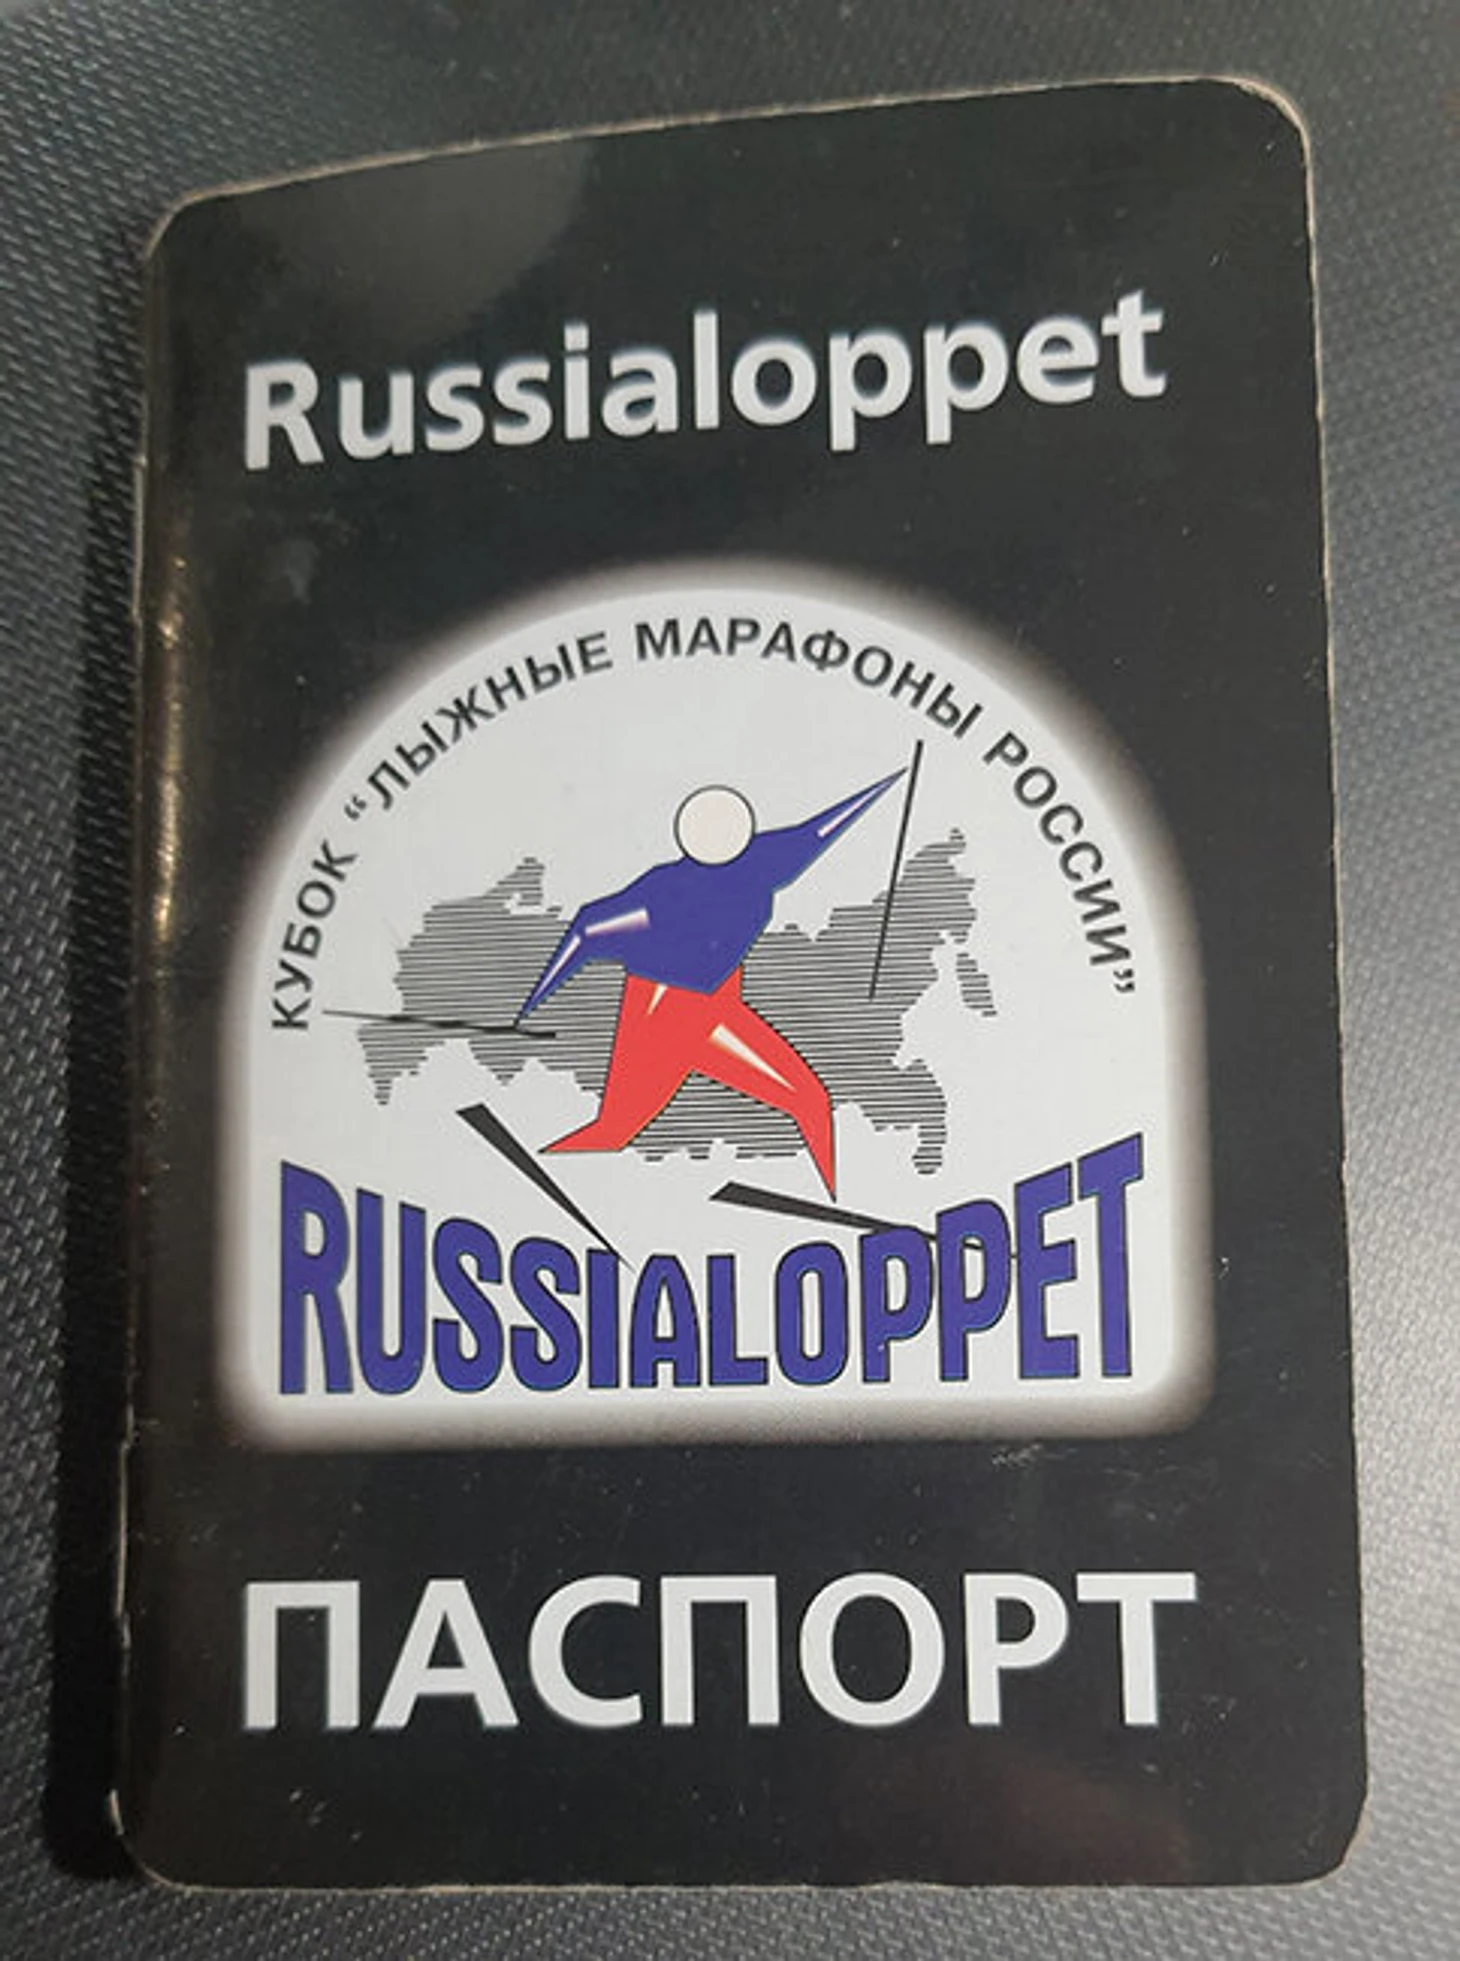 Russialoppet
КУБОК “ЛЫЖНЫЕ МАРАФОНЫ РОССИИ”
RUSSIALOPPET
ПАСПОРТ